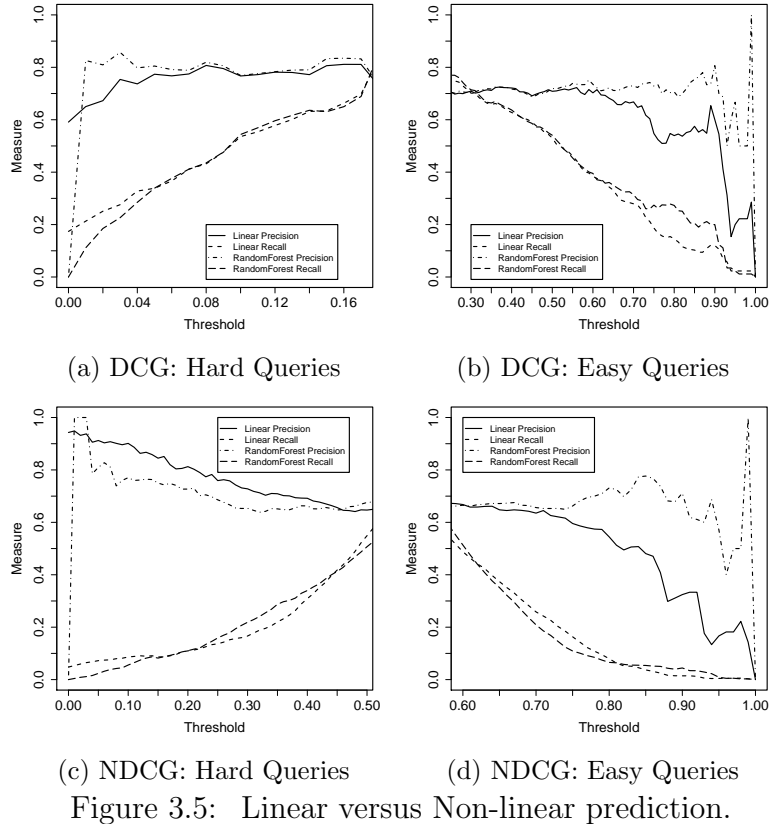 Measure
0.0 0.2 0.4 0.6 0.8 1.0
Linear Precision
Linear Recall
RandomForest Precision
RandomForest Recall
0.00 0.04 0.08 0.12 0.16
Threshold
(a) DCG: Hard Queries
Measure
0.0 0.2 0.4 0.6 0.8 1.0
Linear Precision
Linear Recall
RandomForest Precision
RandomForest Recall
0.30 0.40 0.50 0.60 0.70 0.80 0.90 1.00
Threshold
(b) DCG: Easy Queries
Measure
0.0 0.2 0.4 0.6 0.8 1.0
Linear Precision
Linear Recall
RandomForest Precision
RandomForest Recall
0.00 0.10 0.20 0.30 0.40 0.50
Threshold
(c) NDCG: Hard Queries
Measure
0.0 0.2 0.4 0.6 0.8 1.0
Linear Precision
Linear Recall
RandomForest Precision
RandomForest Recall
0.60 0.70 0.80 0.90 1.00
Threshold
(d) NDCG: Easy Queries
Figure 3.5: Linear versus Non-linear prediction.